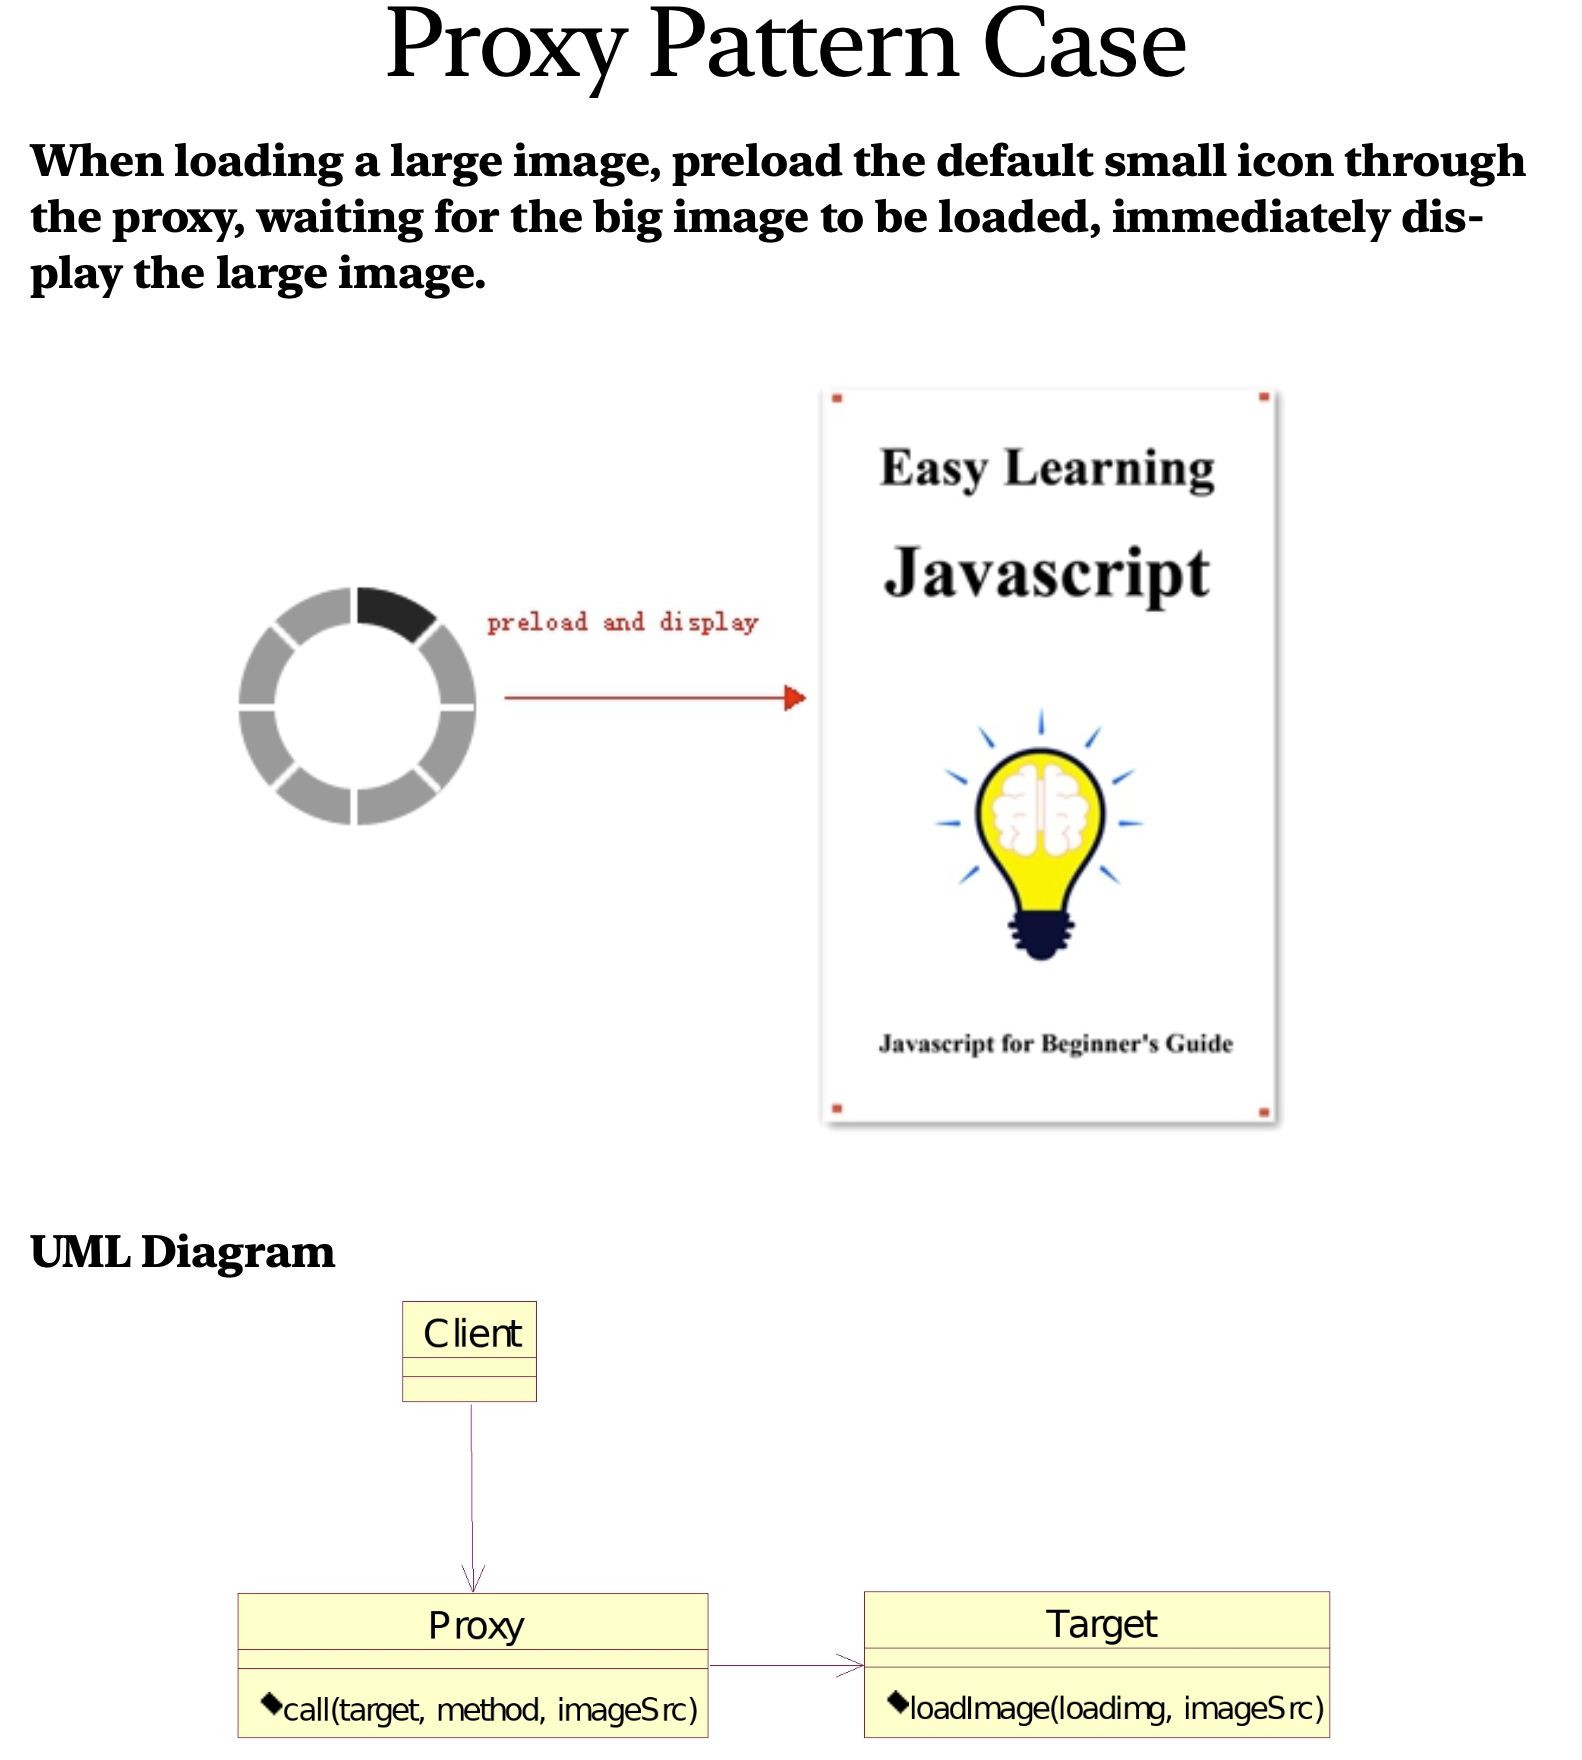 Proxy Pattern Case
When loading a large image, preload the default small icon through
the proxy, waiting for the big image to be loaded, immediately dis-
play the large image.
Easy Learning
Javascript
preload and display
Javascript for Beginner's Guide
UML Diagram
Client
Proxy
call(target, method, imageSrc)
Target
loadImage(loadimg, imageSrc)